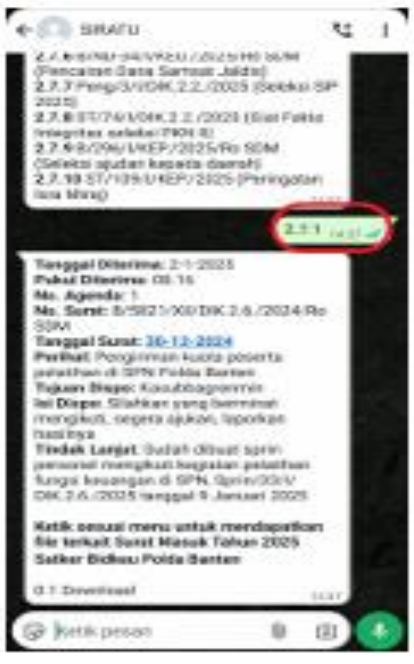 SIRATU
(Pencairan Dana Samsat Jaldis)
2.7.7 Peng/3/I/DIK.2.2./2025 (Seleksi SIP
2025)
2.7.8 ST/74/I/DIK.2.2./2025 (Giat Fakta
Integritas seleksi PKN II)
2.7.9 B/296/I/KEP./2025/Ro SDM
(Seleksi ajudan kepada daerah)
2.7.10 ST/109/I/KEP./2025 (Peringatan
Isra Miraj)
2.7.1
Tanggal Diterima: 2-1-2025
Pukul Diterima: 08.16
No. Agenda: 1
No. Surat: B/5821/XII/DIK.2.6./2024/Ro
SDM
Tanggal Surat: 30-12-2024
Perihal: Pengiriman kuota peserta
pelatihan di SPN Polda Banten
Tujuan Dispo: Kasubbagrenmin
Isi Dispo: Silahkan yang berminat
mengikuti, segera ajukan, laporkan
hasilnya
Tindak Lanjut: Sudah dibuat sprin
personel mengikuti kegiatan pelatihan
fungsi keuangan di SPN, Sprin/33/I/
DIK.2.6./2025 tanggal 9 Januari 2025
Ketik sesuai menu untuk mendapatkan
file terkait Surat Masuk Tahun 2025
Satker Bidkeu Polda Banten
0.1 Download
Ketik pesan